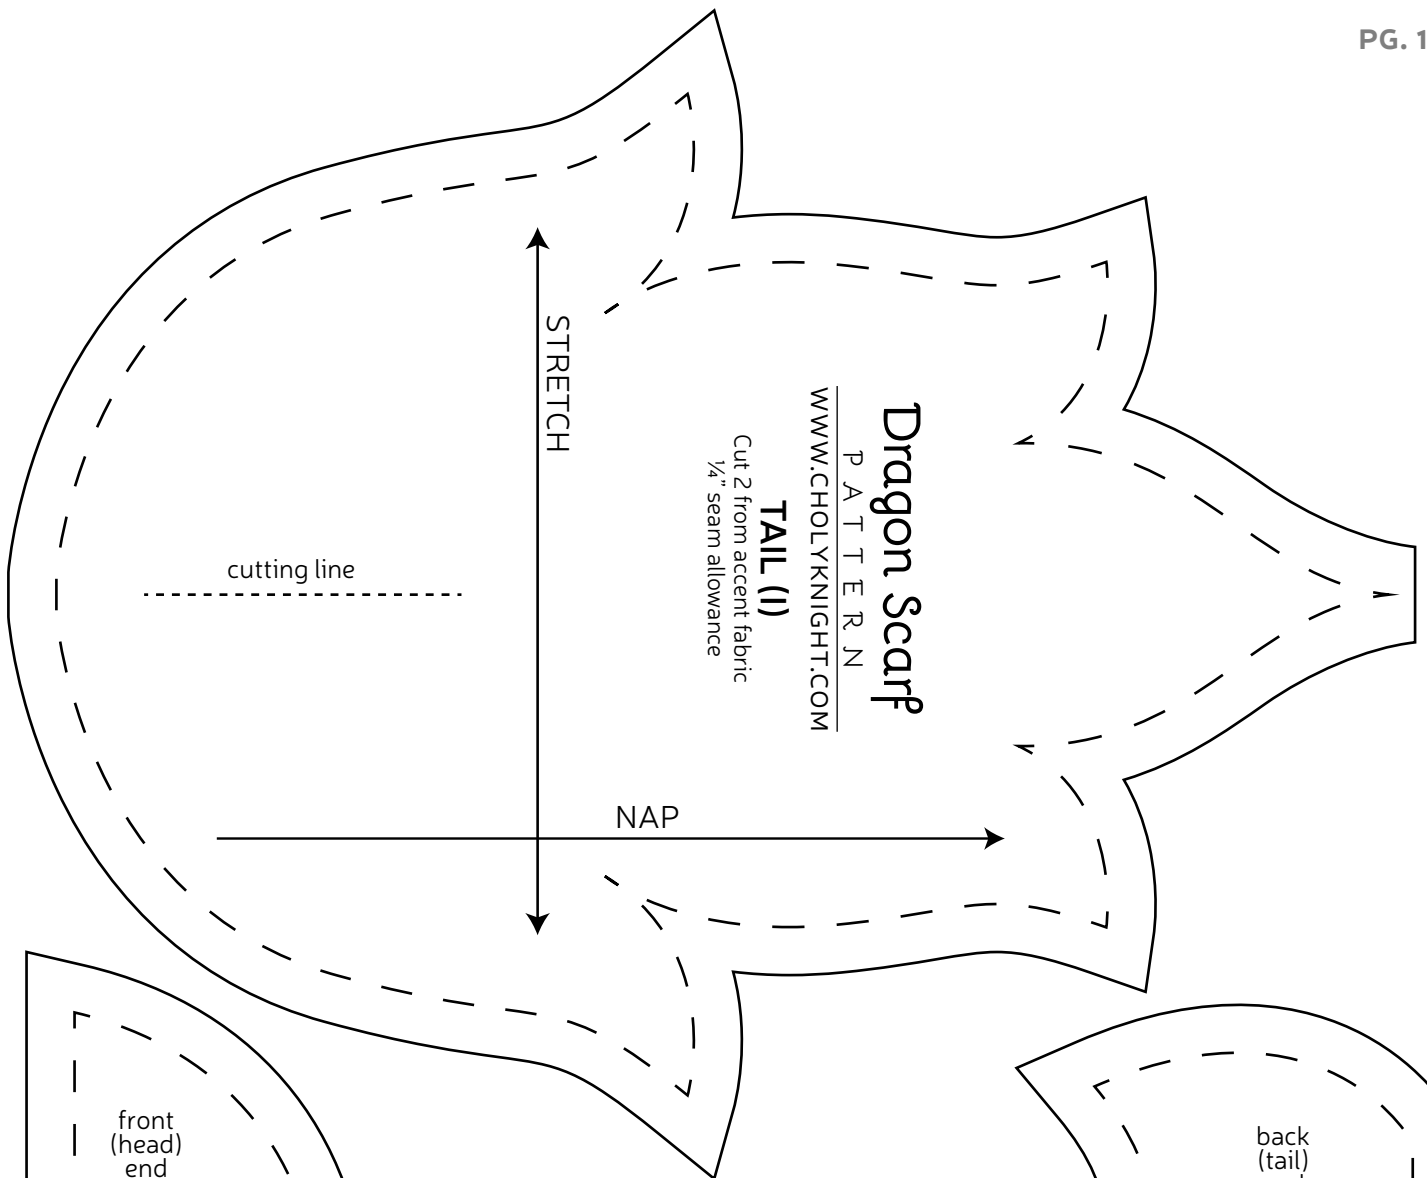 PG. 1
STRETCH
Dragon Scarf
PATTERN
WWW.CHOLYKNIGHT.COM
TAIL (I)
Cut 2 from accent fabric
¼" seam allowance
cutting line
NAP
front
(head)
end
back
(tail)